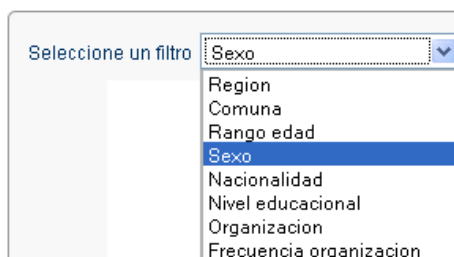 Seleccione un filtro Sexo
Region
Comuna
Rango edad
Sexo
Nacionalidad
Nivel educacional
Organizacion
Frecuencia organizacion